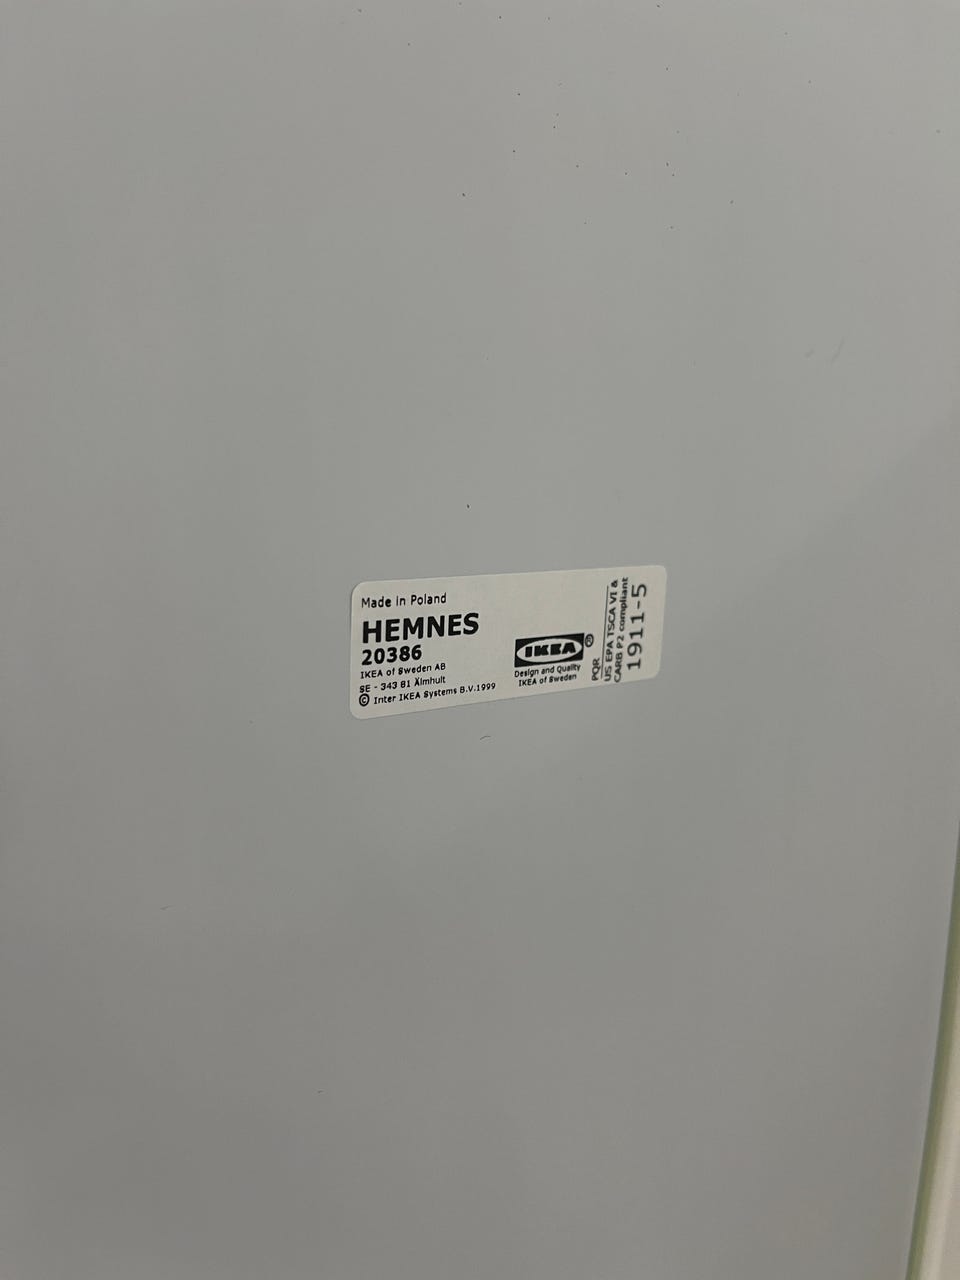 Made in Poland
HEMNES
20386
IKEA of Sweden AB
SE - 343 81 Älmhult
© Inter IKEA Systems B.V.1999
IKEA®
Design and Quality
IKEA of Sweden
PQR
US EPA TSCA VI &
CARB P2 compliant
1911-5